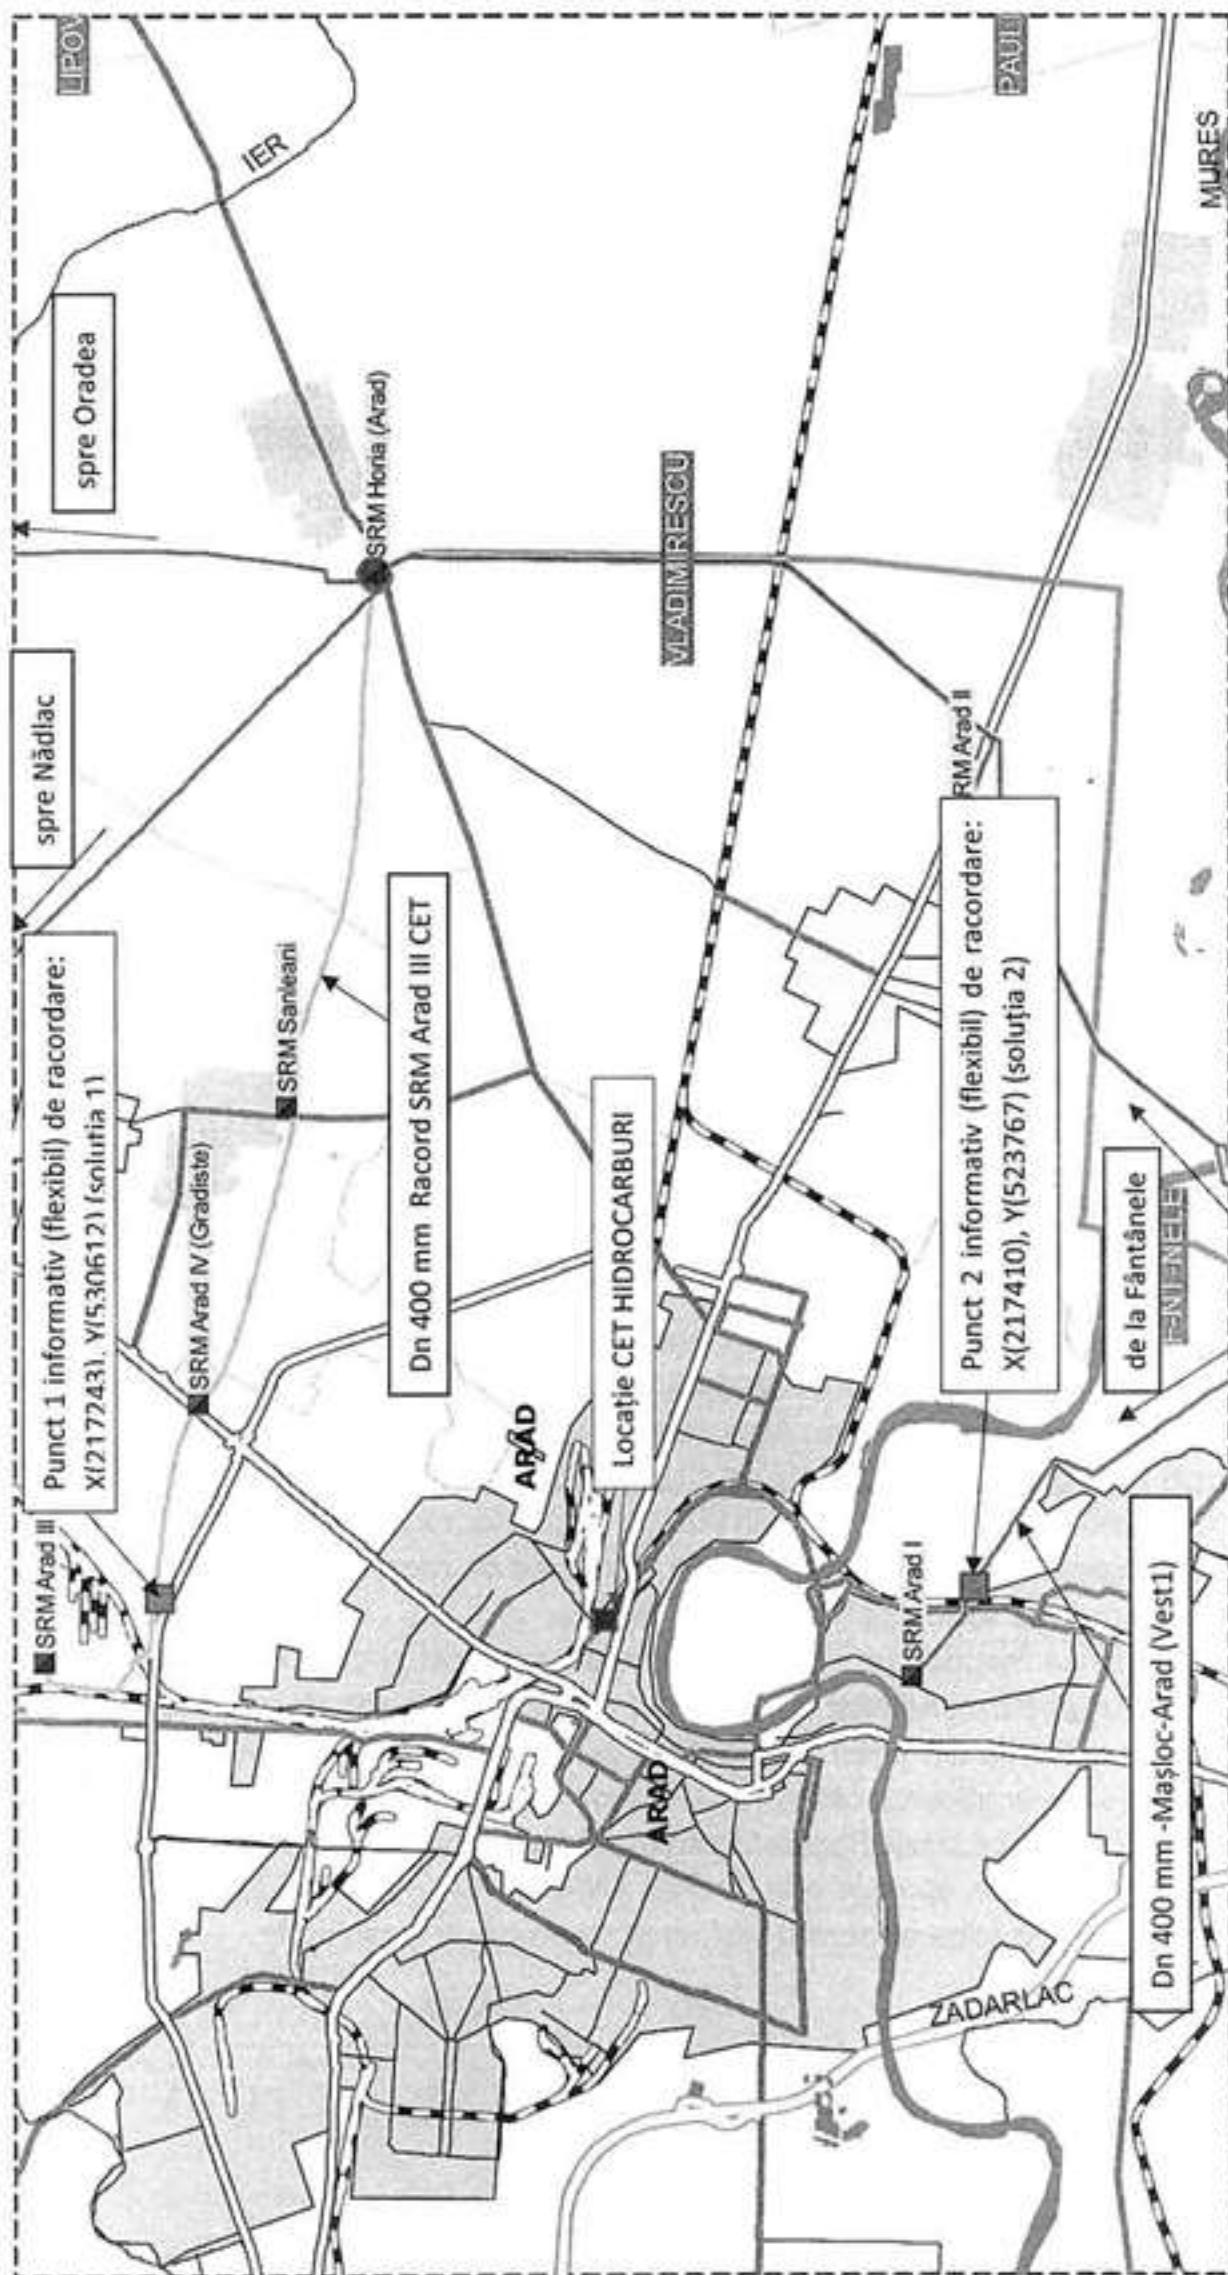 spre Nădlac
spre Oradea
LIPOV
IER
Punct 1 informativ (flexibil) de racordare:
X(217243), Y(530612) (soluția 1)
SRM Arad III
SRM Arad IV (Gradiste)
SRM Sanleani
SRM Horia (Arad)
Dn 400 mm Racord SRM Arad III CET
ARAD
Locație CET HIDROCARBURI
VLADIMIRESCU
PAULI
MURES
ARAD
SRM Arad I
RM Arad II
Punct 2 informativ (flexibil) de racordare:
X(217410), Y(523767) (soluția 2)
de la Fântânele
ZADARLAC
Dn 400 mm -Mașloc-Arad (Vest1)